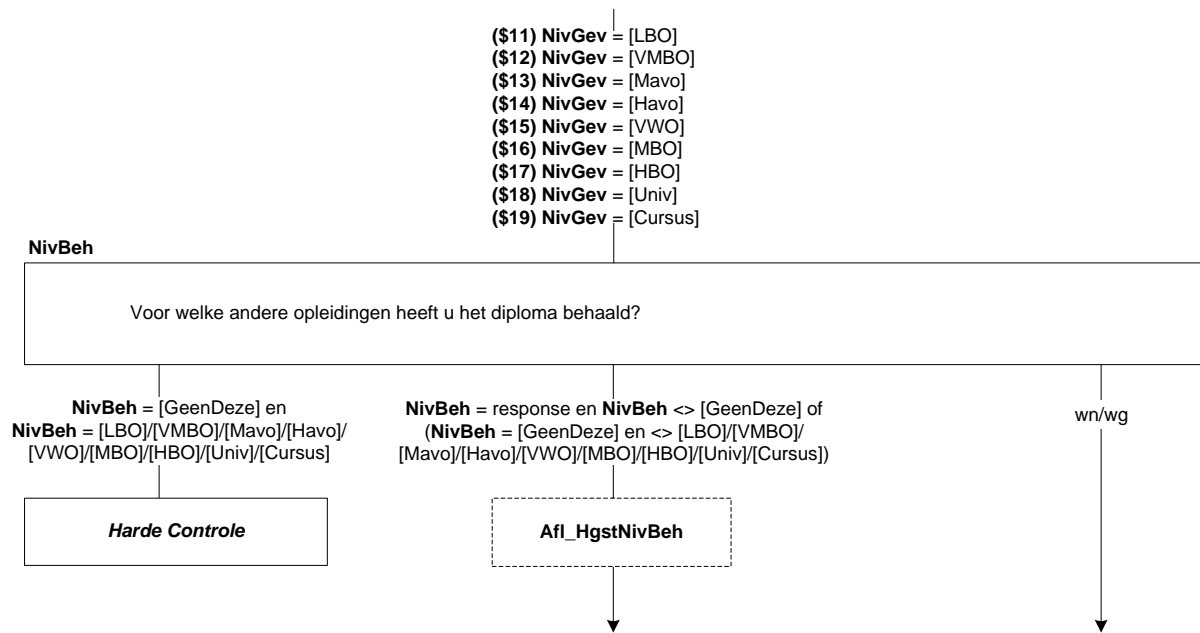 ($11) NivGev = [LBO]
($12) NivGev = [VMBO]
($13) NivGev = [Mavo]
($14) NivGev = [Havo]
($15) NivGev = [VWO]
($16) NivGev = [MBO]
($17) NivGev = [HBO]
($18) NivGev = [Univ]
($19) NivGev = [Cursus]
NivBeh
Voor welke andere opleidingen heeft u het diploma behaald?
NivBeh = [GeenDeze] en
NivBeh = [LBO]/[VMBO]/[Mavo]/[Havo]/
[VWO]/[MBO]/[HBO]/[Univ]/[Cursus]
NivBeh = response en NivBeh <> [GeenDeze] of
(NivBeh = [GeenDeze] en <> [LBO]/[VMBO]/
[Mavo]/[Havo]/[VWO]/[MBO]/[HBO]/[Univ]/[Cursus])
wn/wg
Harde Controle
Afl_HgstNivBeh